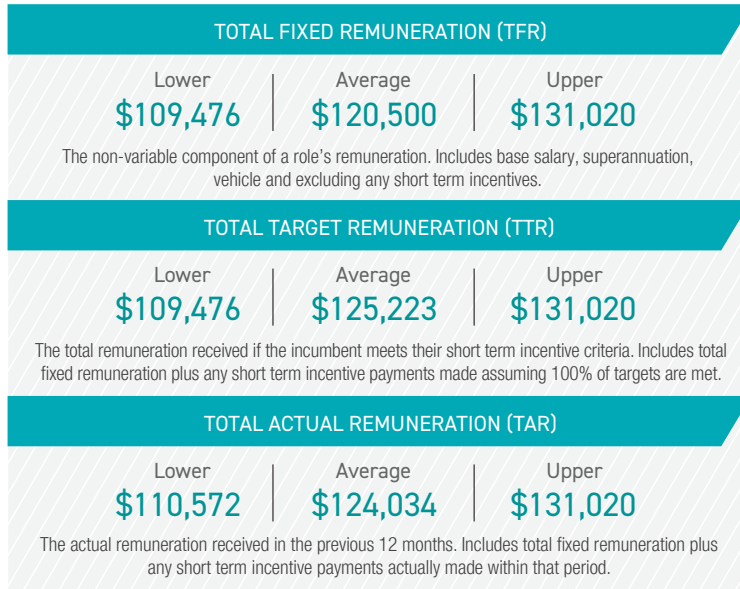 TOTAL FIXED REMUNERATION (TFR)
Lower Average Upper
$109,476 $120,500 $131,020
The non-variable component of a role's remuneration. Includes base salary, superannuation,
vehicle and excluding any short term incentives.
TOTAL TARGET REMUNERATION (TTR)
Lower Average Upper
$109,476 $125,223 $131,020
The total remuneration received if the incumbent meets their short term incentive criteria. Includes total
fixed remuneration plus any short term incentive payments made assuming 100% of targets are met.
TOTAL ACTUAL REMUNERATION (TAR)
Lower Average Upper
$110,572 $124,034 $131,020
The actual remuneration received in the previous 12 months. Includes total fixed remuneration plus
any short term incentive payments actually made within that period.